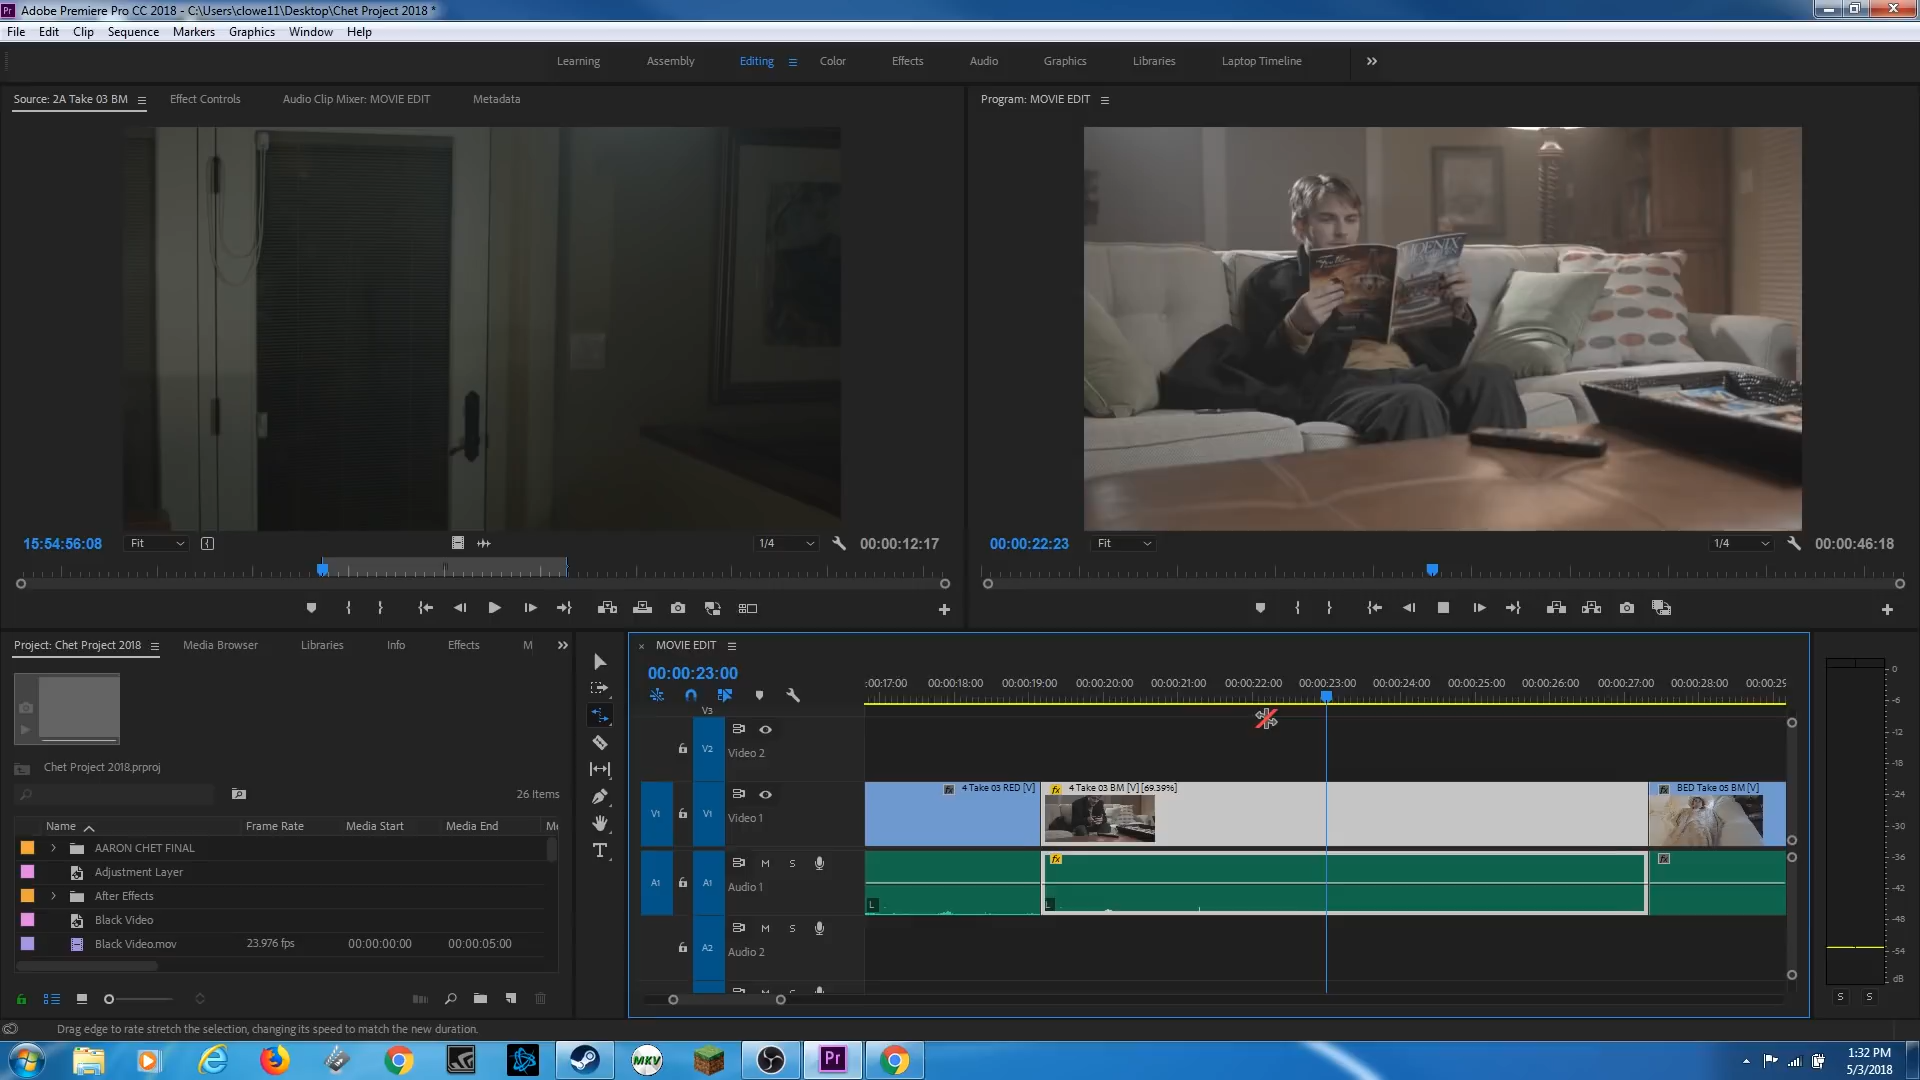 Pr Adobe Premiere Pro CC 2018 - C:\Users\clowe11\Desktop\Chet Project 2018 *
File Edit Clip Sequence Markers Graphics Window Help
Learning Assembly Editing Color Effects Audio Graphics Libraries Laptop Timeline
Source: 2A Take 03 BM Effect Controls Audio Clip Mixer: MOVIE EDIT Metadata
Program: MOVIE EDIT
PHOENIX
15:54:56:08 Fit 1/4 00:00:12:17
00:00:22:23 Fit 1/4 00:00:46:18
Project: Chet Project 2018 Media Browser Libraries Info Effects M
Chet Project 2018.prproj
26 Items
Name Frame Rate Media Start Media End Me
AARON CHET FINAL
Adjustment Layer
After Effects
Black Video
Black Video.mov 23.976 fps 00:00:00:00 00:00:05:00
MOVIE EDIT
00:00:23:00
:00:17:00 00:00:18:00 00:00:19:00 00:00:20:00 00:00:21:00 00:00:22:00 00:00:23:00 00:00:24:00 00:00:25:00 00:00:26:00 00:00:27:00 00:00:28:00 00:00:29
V3
V2 Video 2
V1 V1 Video 1
fx 4 Take 03 RED [V] fx 4 Take 03 BM [V] [69.39%] fx BED Take 05 BM [V]
A1 A1 M S Audio 1
fx fx
L L
A2 M S Audio 2
0
-6
-12
-18
-24
-30
-36
-42
-48
-54
dB
S S
Drag edge to rate stretch the selection, changing its speed to match the new duration.
MKV Pr
1:32 PM
5/3/2018